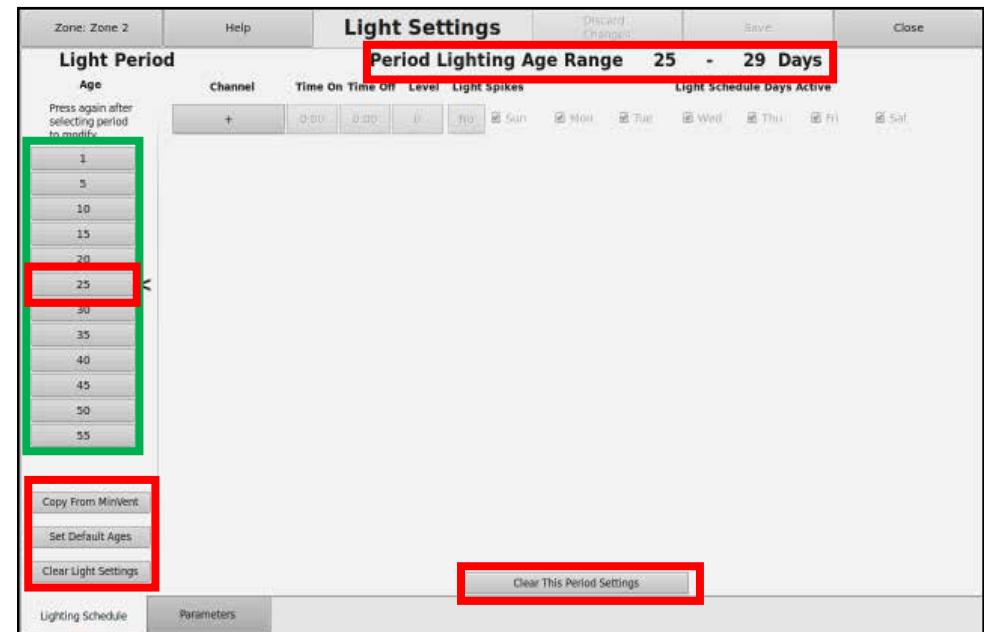 Zone: Zone 2 Help Light Settings Discard Changes Save Close
Light Period Period Lighting Age Range 25 - 29 Days
Age Channel Time On Time Off Level Light Spikes Light Schedule Days Active
Press again after
selecting period
to modify
+ 0:00 0:00 0 No Sun Mon Tue Wed Thu Fri Sat
1
5
10
15
20
25 <
30
35
40
45
50
55
Copy From MinVent
Set Default Ages
Clear Light Settings
Clear This Period Settings
Lighting Schedule Parameters